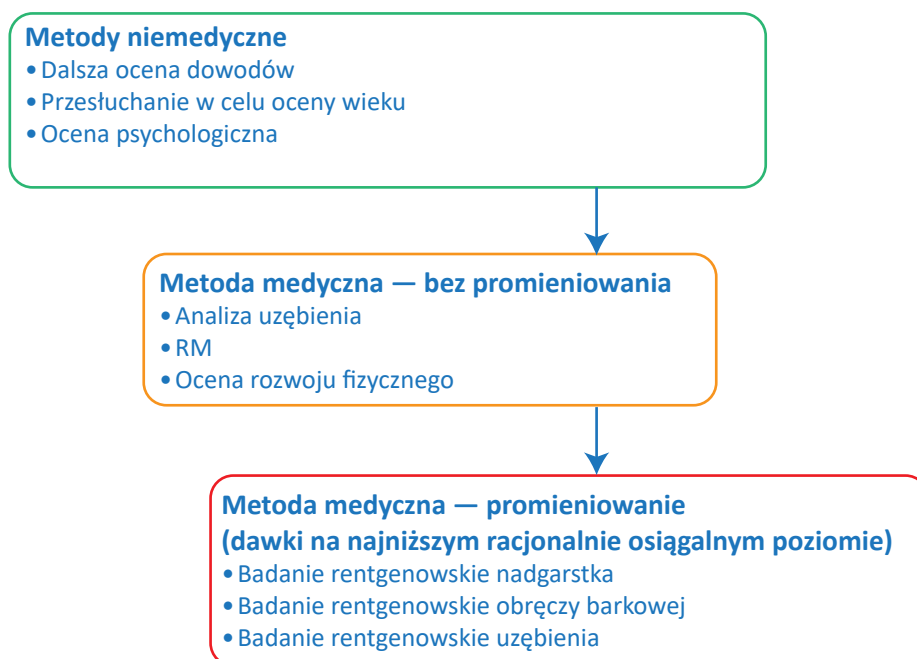 Metody niemedyczne
• Dalsza ocena dowodów
• Przesłuchanie w celu oceny wieku
• Ocena psychologiczna
Metoda medyczna — bez promieniowania
• Analiza uzębienia
• RM
• Ocena rozwoju fizycznego
Metoda medyczna — promieniowanie
(dawki na najniższym racjonalnie osiągalnym poziomie)
• Badanie rentgenowskie nadgarstka
• Badanie rentgenowskie obręczy barkowej
• Badanie rentgenowskie uzębienia